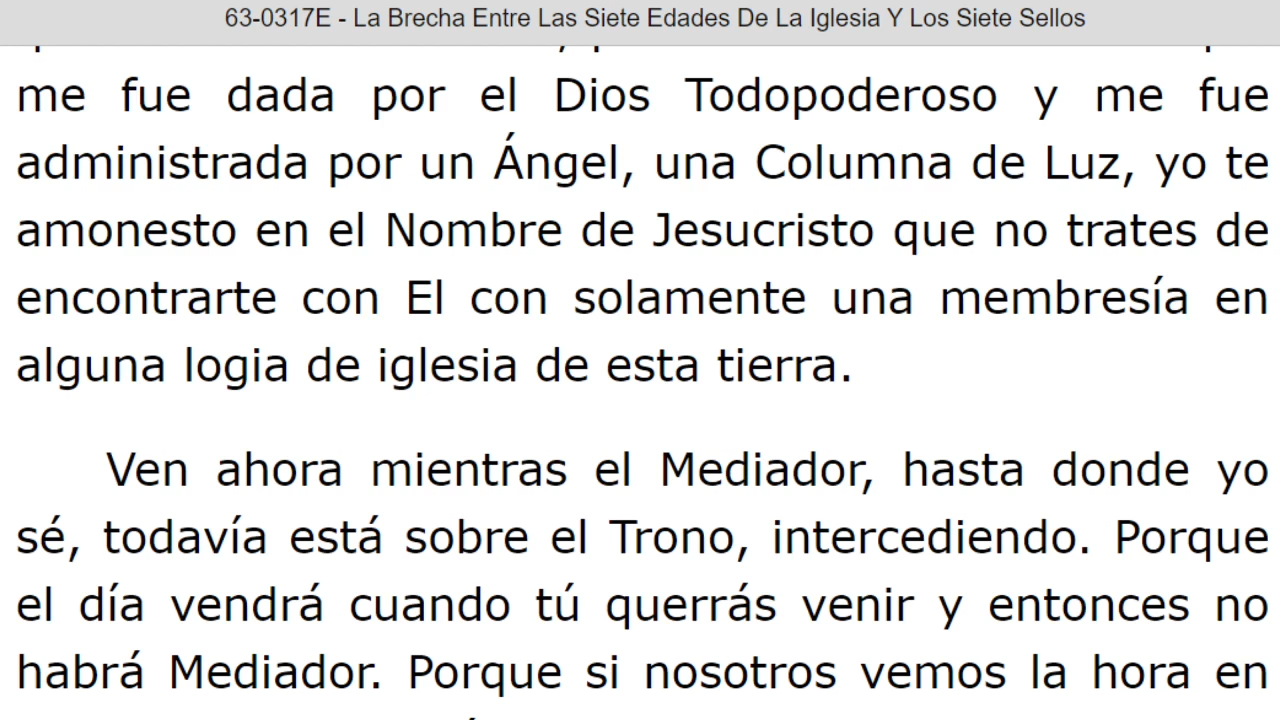 63-0317E - La Brecha Entre Las Siete Edades De La Iglesia Y Los Siete Sellos
me fue dada por el Dios Todopoderoso y me fue
administrada por un Ángel, una Columna de Luz, yo te
amonesto en el Nombre de Jesucristo que no trates de
encontrarte con El con solamente una membresía en
alguna logia de iglesia de esta tierra.
Ven ahora mientras el Mediador, hasta donde yo
sé, todavía está sobre el Trono, intercediendo. Porque
el día vendrá cuando tú querrás venir y entonces no
habrá Mediador. Porque si nosotros vemos la hora en